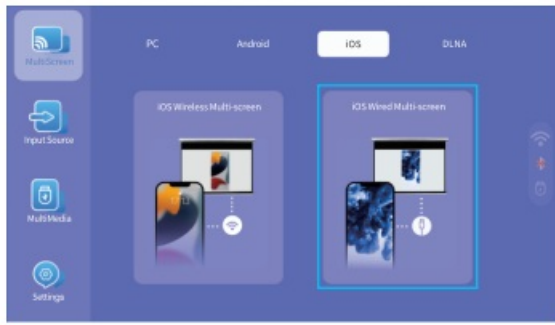 MultiScreen
PC
Android
iOS
DLNA
iOS Wireless Multi-screen
iOS Wired Multi-screen
Input Source
MultiMedia
Settings